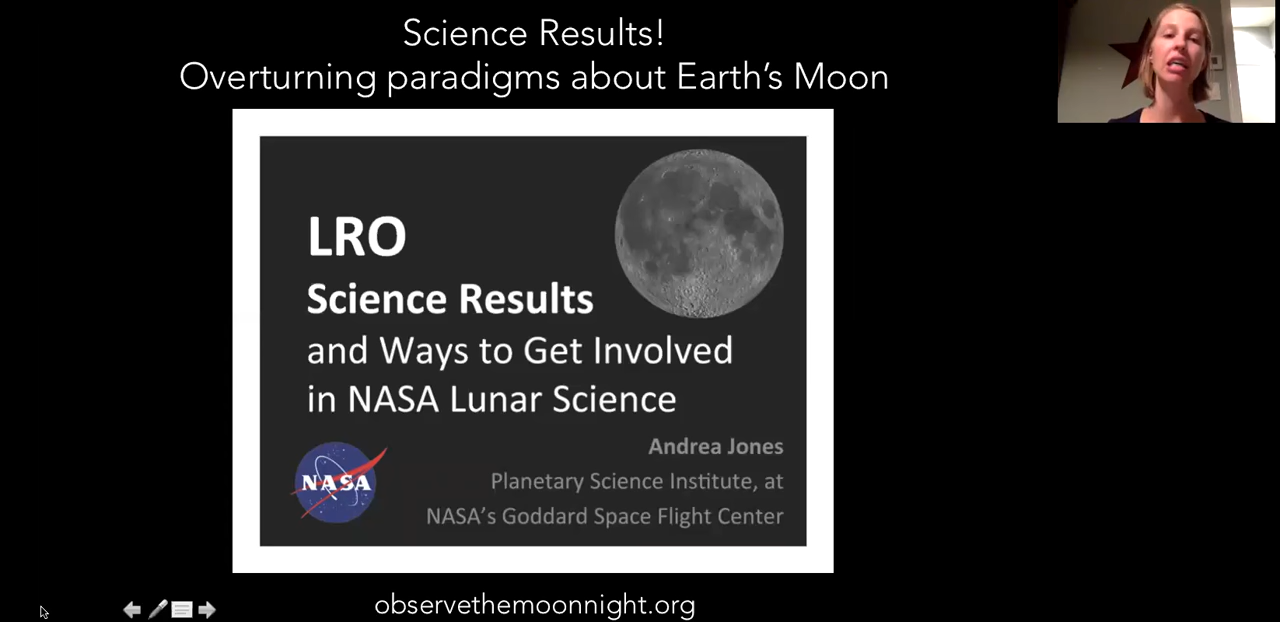 Science Results!
Overturning paradigms about Earth's Moon
LRO
Science Results
and Ways to Get Involved
in NASA Lunar Science
NASA
Andrea Jones
Planetary Science Institute, at
NASA's Goddard Space Flight Center
observethemoonnight.org